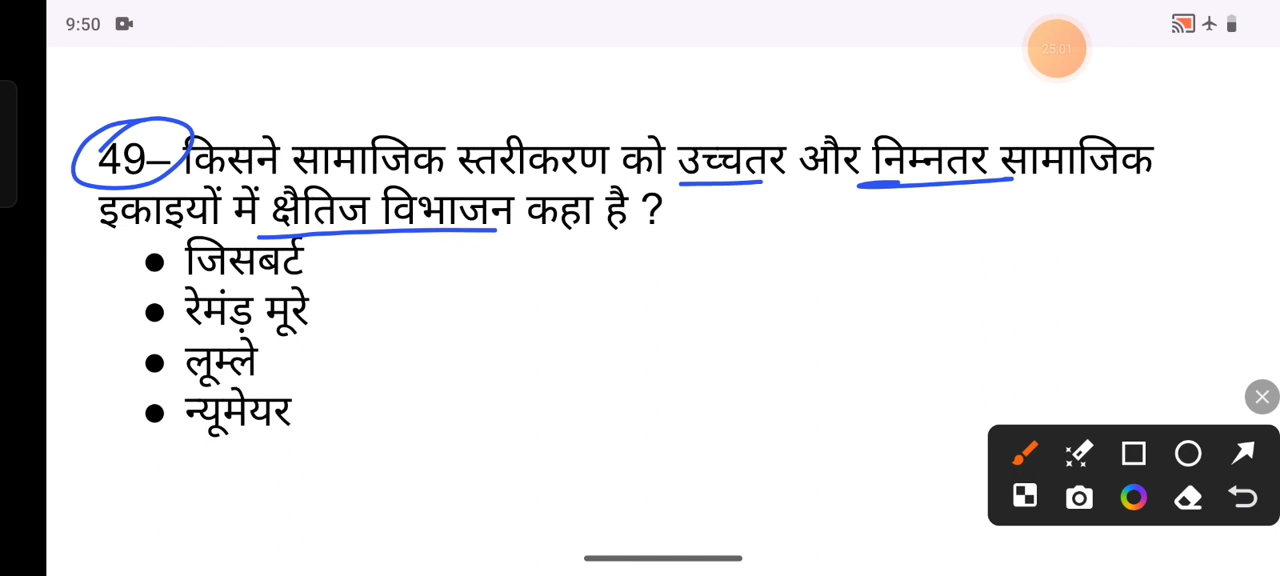 9:50
25:01
49– किसने सामाजिक स्तरीकरण को उच्चतर और निम्नतर सामाजिक
इकाइयों में क्षैतिज विभाजन कहा है ?
● जिसबर्ट
● रेमंड़ मूरे
● लूम्ले
● न्यूमेयर